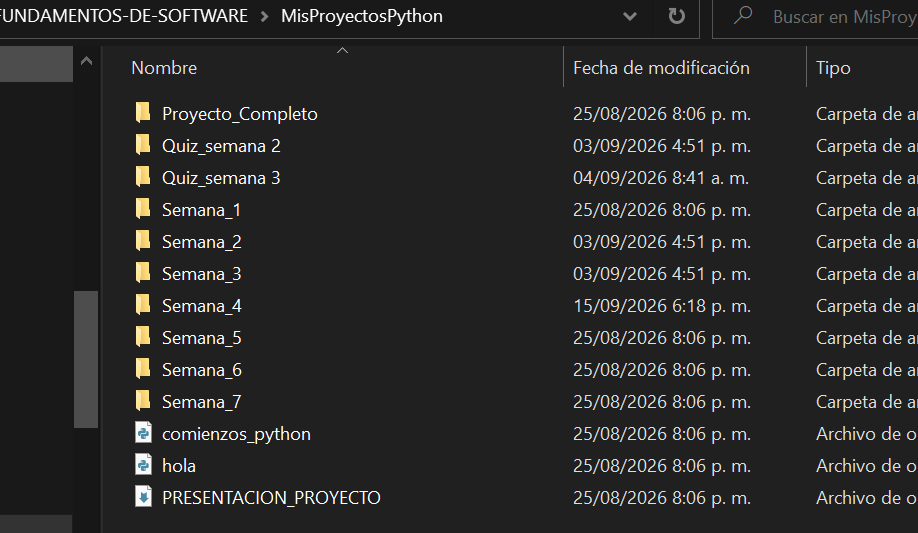 FUNDAMENTOS-DE-SOFTWARE > MisProyectosPython Buscar en MisProy
Nombre Fecha de modificación Tipo
Proyecto_Completo 25/08/2026 8:06 p. m. Carpeta de ar
Quiz_semana 2 03/09/2026 4:51 p. m. Carpeta de ar
Quiz_semana 3 04/09/2026 8:41 a. m. Carpeta de ar
Semana_1 25/08/2026 8:06 p. m. Carpeta de ar
Semana_2 03/09/2026 4:51 p. m. Carpeta de ar
Semana_3 03/09/2026 4:51 p. m. Carpeta de ar
Semana_4 15/09/2026 6:18 p. m. Carpeta de ar
Semana_5 25/08/2026 8:06 p. m. Carpeta de ar
Semana_6 25/08/2026 8:06 p. m. Carpeta de ar
Semana_7 25/08/2026 8:06 p. m. Carpeta de ar
comienzos_python 25/08/2026 8:06 p. m. Archivo de o
hola 25/08/2026 8:06 p. m. Archivo de o
PRESENTACION_PROYECTO 25/08/2026 8:06 p. m. Archivo de o